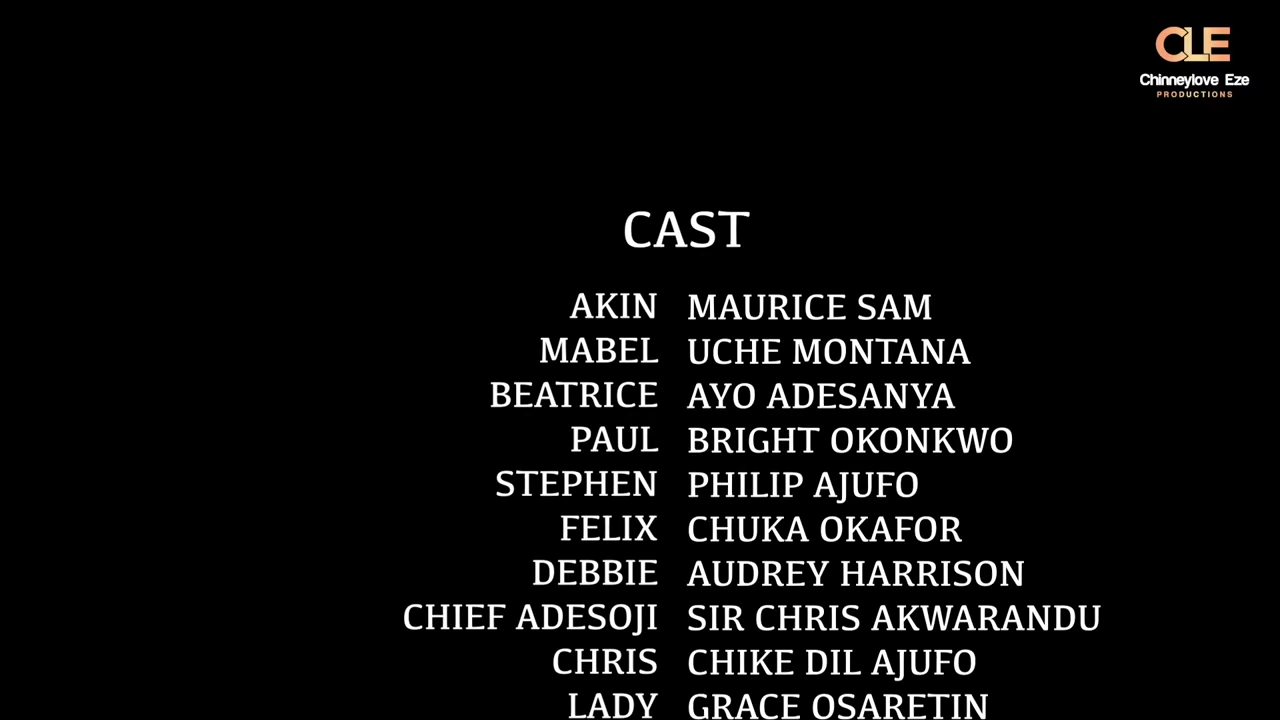 CLE
Chinneylove Eze
PRODUCTIONS
CAST
AKIN MAURICE SAM
MABEL UCHE MONTANA
BEATRICE AYO ADESANYA
PAUL BRIGHT OKONKWO
STEPHEN PHILIP AJUFO
FELIX CHUKA OKAFOR
DEBBIE AUDREY HARRISON
CHIEF ADESOJI SIR CHRIS AKWARANDU
CHRIS CHIKE DIL AJUFO
LADY GRACE OSARETIN